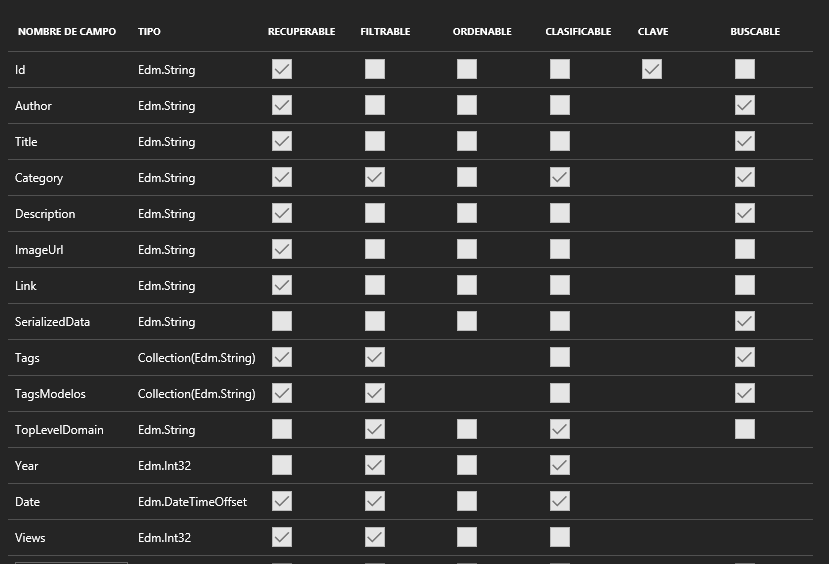 NOMBRE DE CAMPO TIPO RECUPERABLE FILTRABLE ORDENABLE CLASIFICABLE CLAVE BUSCABLE
Id Edm.String
Author Edm.String
Title Edm.String
Category Edm.String
Description Edm.String
ImageUrl Edm.String
Link Edm.String
SerializedData Edm.String
Tags Collection(Edm.String)
TagsModelos Collection(Edm.String)
TopLevelDomain Edm.String
Year Edm.Int32
Date Edm.DateTimeOffset
Views Edm.Int32